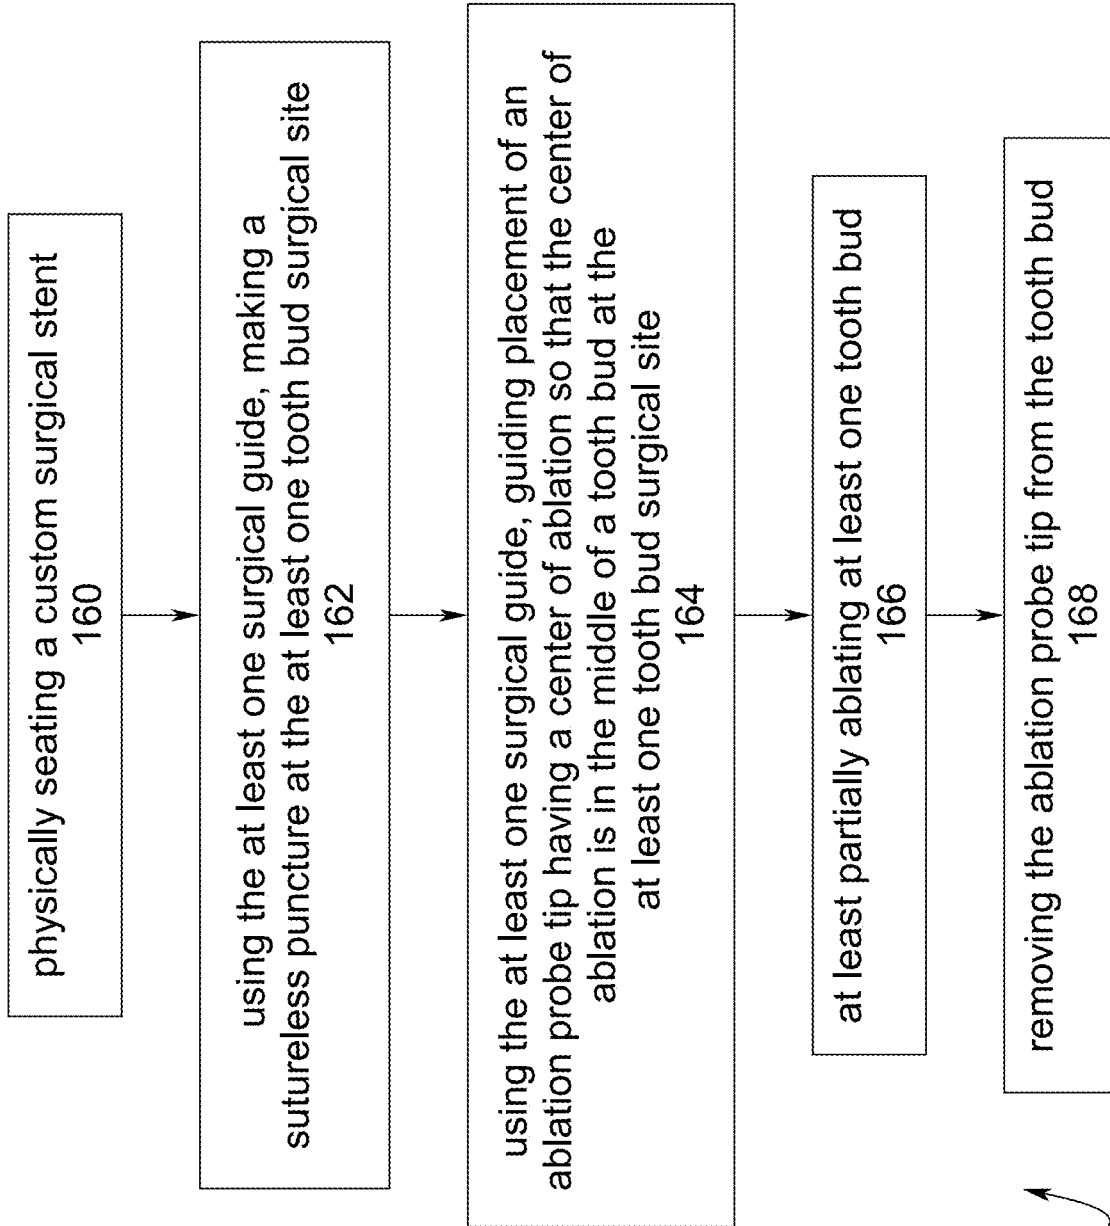 physically seating a custom surgical stent
160
using the at least one surgical guide, making a
sutureless puncture at the at least one tooth bud surgical site
162
using the at least one surgical guide, guiding placement of an
ablation probe tip having a center of ablation so that the center of
ablation is in the middle of a tooth bud at the
at least one tooth bud surgical site
164
at least partially ablating at least one tooth bud
166
removing the ablation probe tip from the tooth bud
168